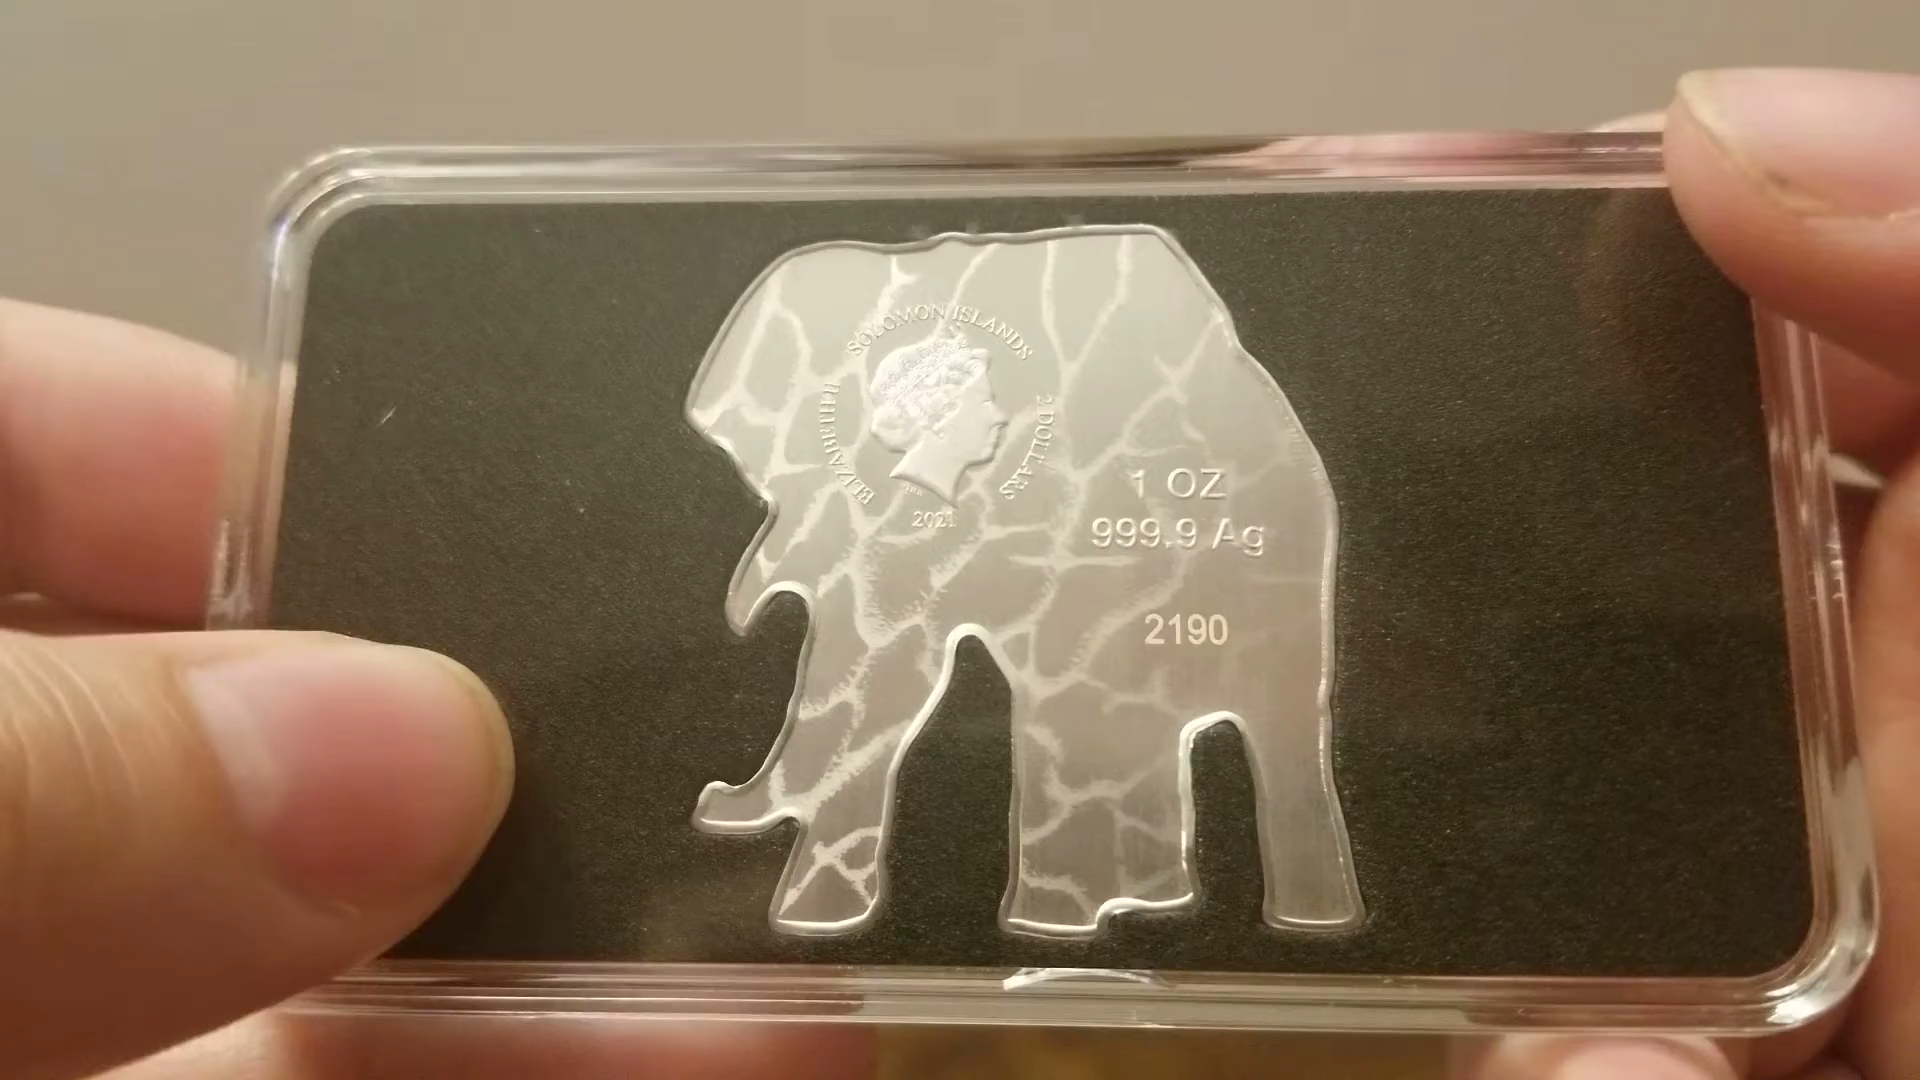 SOLOMON ISLANDS
ELIZABETH II
2 DOLLARS
2021
1 OZ
999.9 Ag
2190